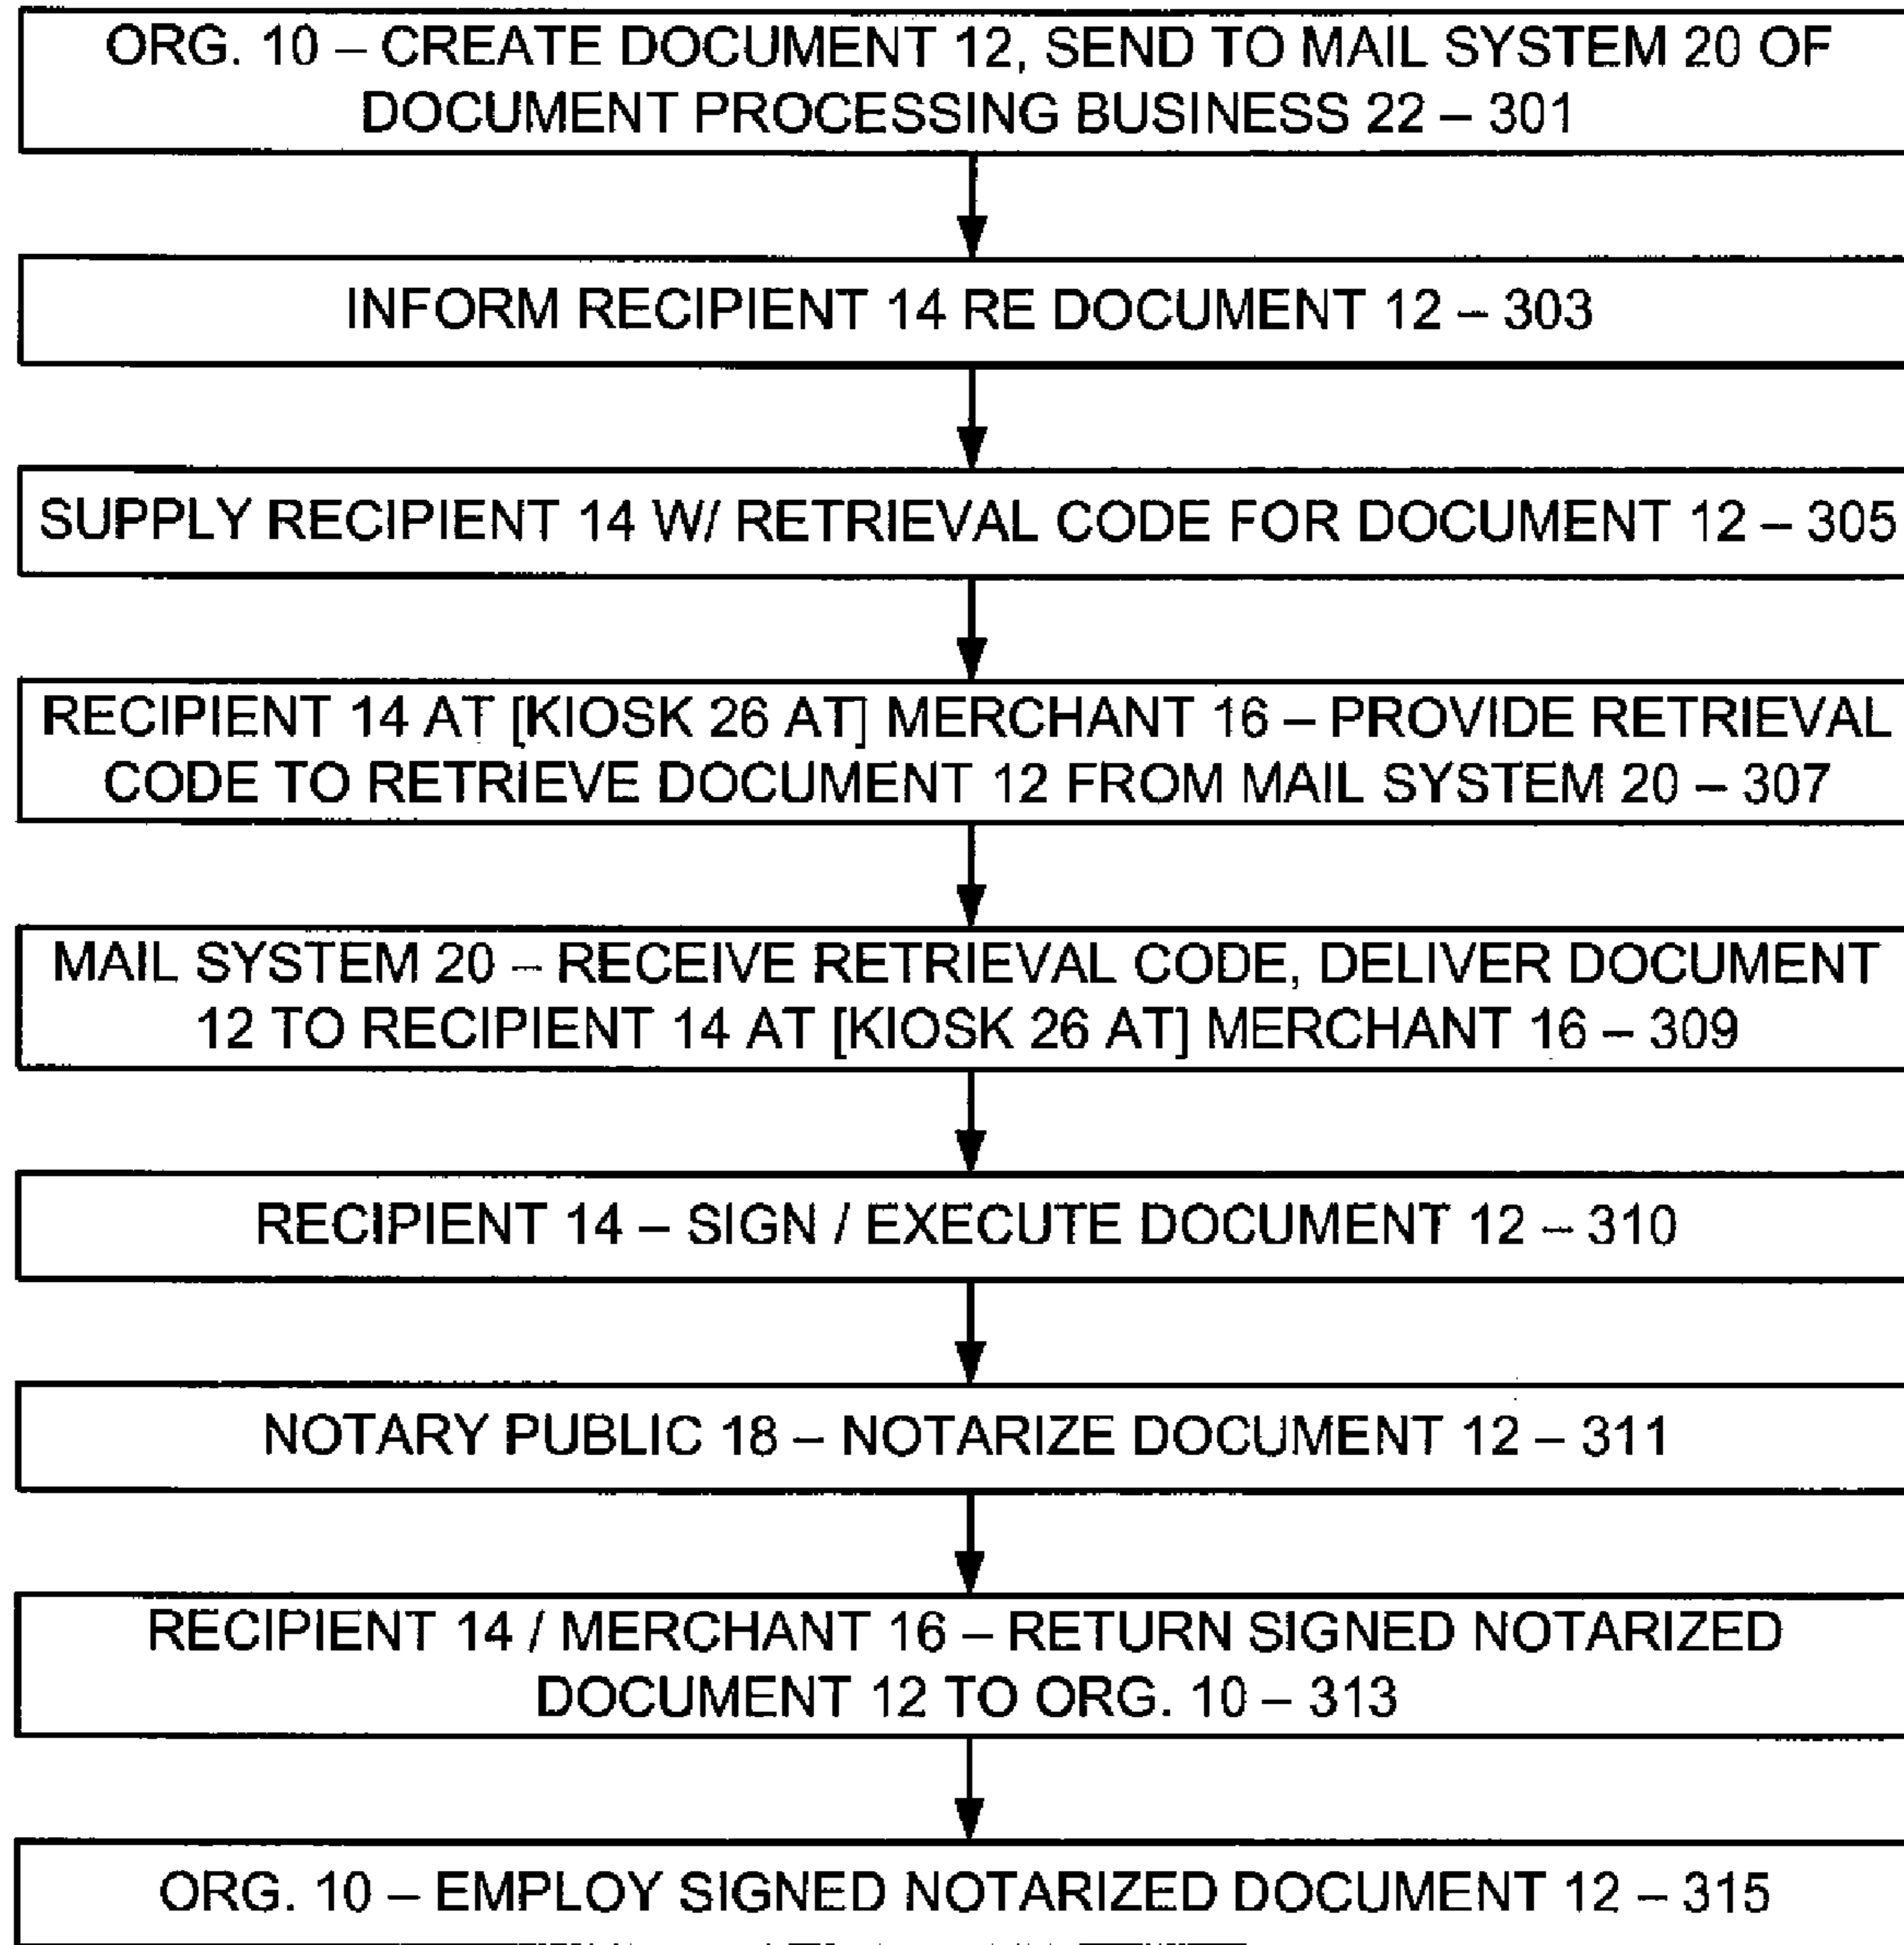 ORG. 10 – CREATE DOCUMENT 12, SEND TO MAIL SYSTEM 20 OF
DOCUMENT PROCESSING BUSINESS 22 – 301
INFORM RECIPIENT 14 RE DOCUMENT 12 – 303
SUPPLY RECIPIENT 14 W/ RETRIEVAL CODE FOR DOCUMENT 12 – 305
RECIPIENT 14 AT [KIOSK 26 AT] MERCHANT 16 – PROVIDE RETRIEVAL
CODE TO RETRIEVE DOCUMENT 12 FROM MAIL SYSTEM 20 – 307
MAIL SYSTEM 20 – RECEIVE RETRIEVAL CODE, DELIVER DOCUMENT
12 TO RECIPIENT 14 AT [KIOSK 26 AT] MERCHANT 16 – 309
RECIPIENT 14 – SIGN / EXECUTE DOCUMENT 12 – 310
NOTARY PUBLIC 18 – NOTARIZE DOCUMENT 12 – 311
RECIPIENT 14 / MERCHANT 16 – RETURN SIGNED NOTARIZED
DOCUMENT 12 TO ORG. 10 – 313
ORG. 10 – EMPLOY SIGNED NOTARIZED DOCUMENT 12 – 315